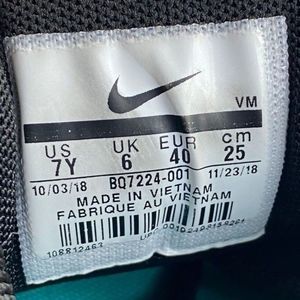 VM
US UK EUR cm
7Y 6 40 25
10/03/18 BQ7224-001 11/23/18
MADE IN VIETNAM
FABRIQUE AU VIETNAM